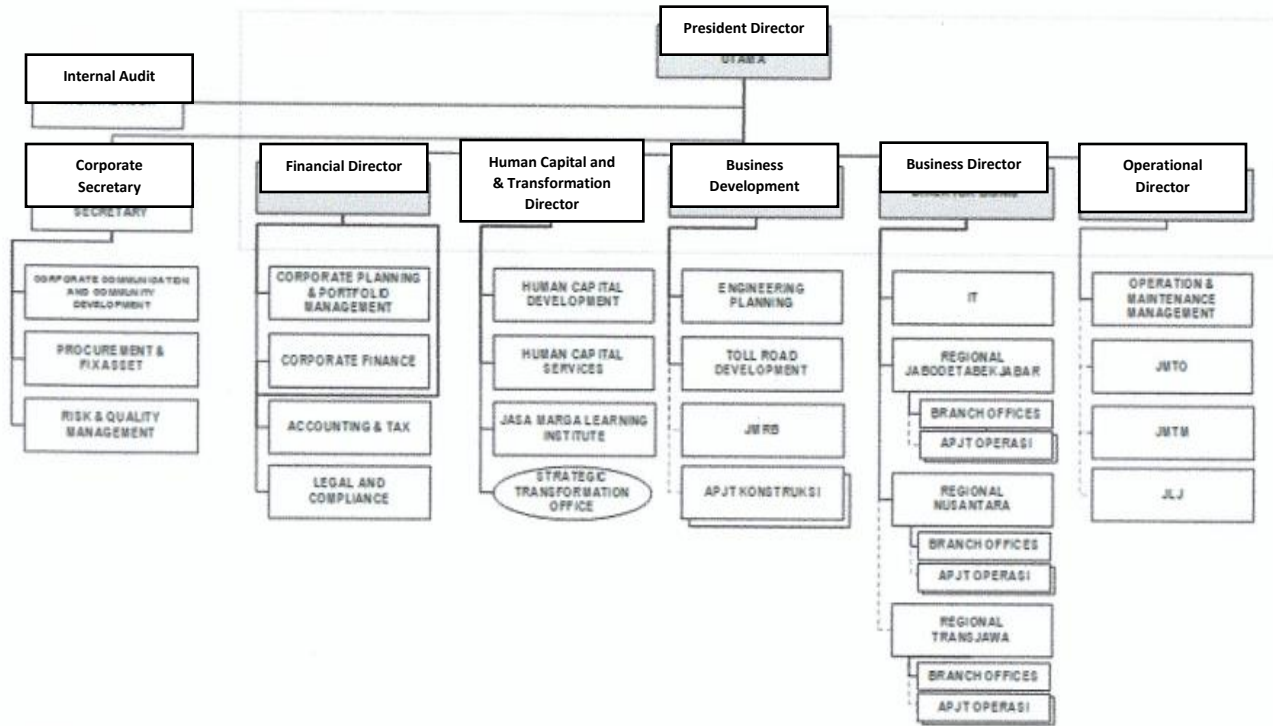 President Director
UTAMA
Internal Audit
Corporate
Secretary
SECRETARY
Financial Director
Human Capital and
& Transformation
Director
Business
Development
Business Director
Operational
Director
CORPORATE COMMUNICATION
AND COMMUNITY
DEVELOPMENT
PROCUREMENT &
FIXASSET
RISK & QUALITY
MANAGEMENT
CORPORATE PLANNING
& PORTFOLIO
MANAGEMENT
CORPORATE FINANCE
ACCOUNTING & TAX
LEGAL AND
COMPLIANCE
HUMAN CAPITAL
DEVELOPMENT
HUMAN CAPITAL
SERVICES
JASA MARGA LEARNING
INSTITUTE
STRATEGIC
TRANSFORMATION
OFFICE
ENGINEERING
PLANNING
TOLL ROAD
DEVELOPMENT
JMRB
APJT KONSTRUKSI
IT
REGIONAL
JABODETABEKJABAR
BRANCH OFFICES
APJT OPERASI
REGIONAL
NUSANTARA
BRANCH OFFICES
APJT OPERASI
REGIONAL
TRANSJAWA
BRANCH OFFICES
APJT OPERASI
OPERATION &
MAINTENANCE
MANAGEMENT
JMTO
JMTM
JLJ